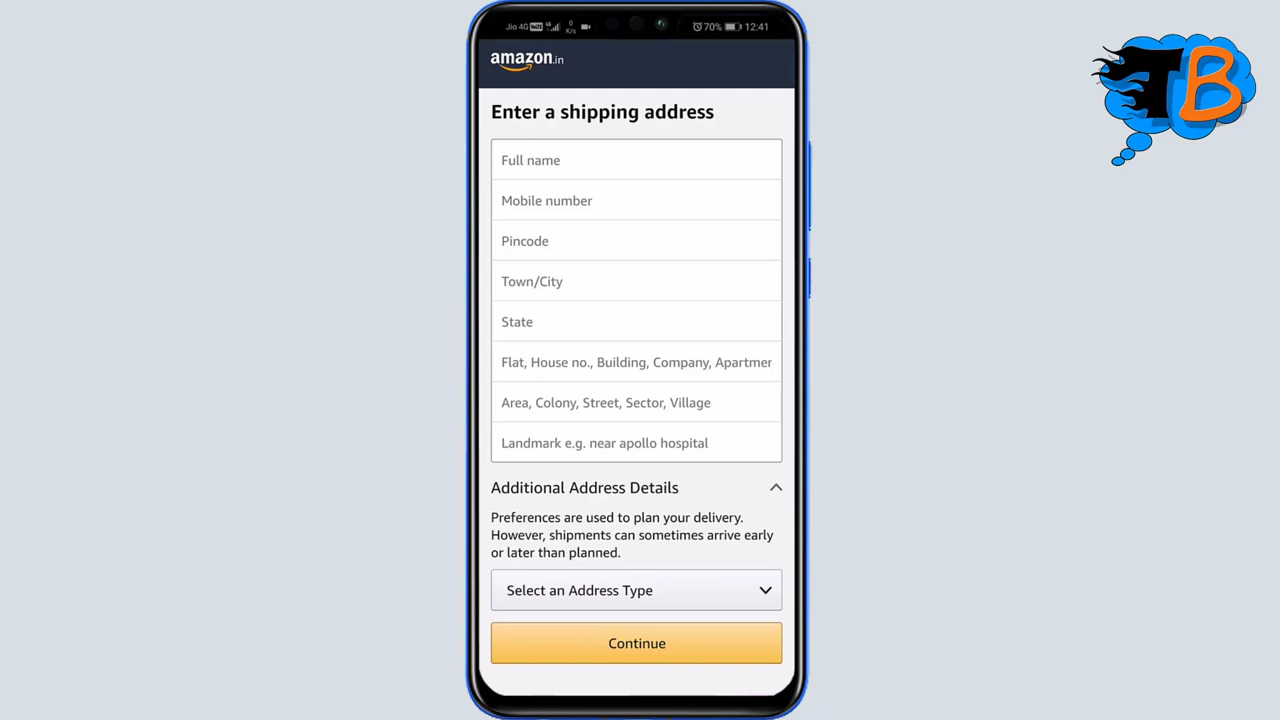 Jio 4G VoLTE 4G 0 K/s 70% 12:41
amazon.in
TB
Enter a shipping address
Full name
Mobile number
Pincode
Town/City
State
Flat, House no., Building, Company, Apartmer
Area, Colony, Street, Sector, Village
Landmark e.g. near apollo hospital
Additional Address Details
Preferences are used to plan your delivery.
However, shipments can sometimes arrive early
or later than planned.
Select an Address Type
Continue